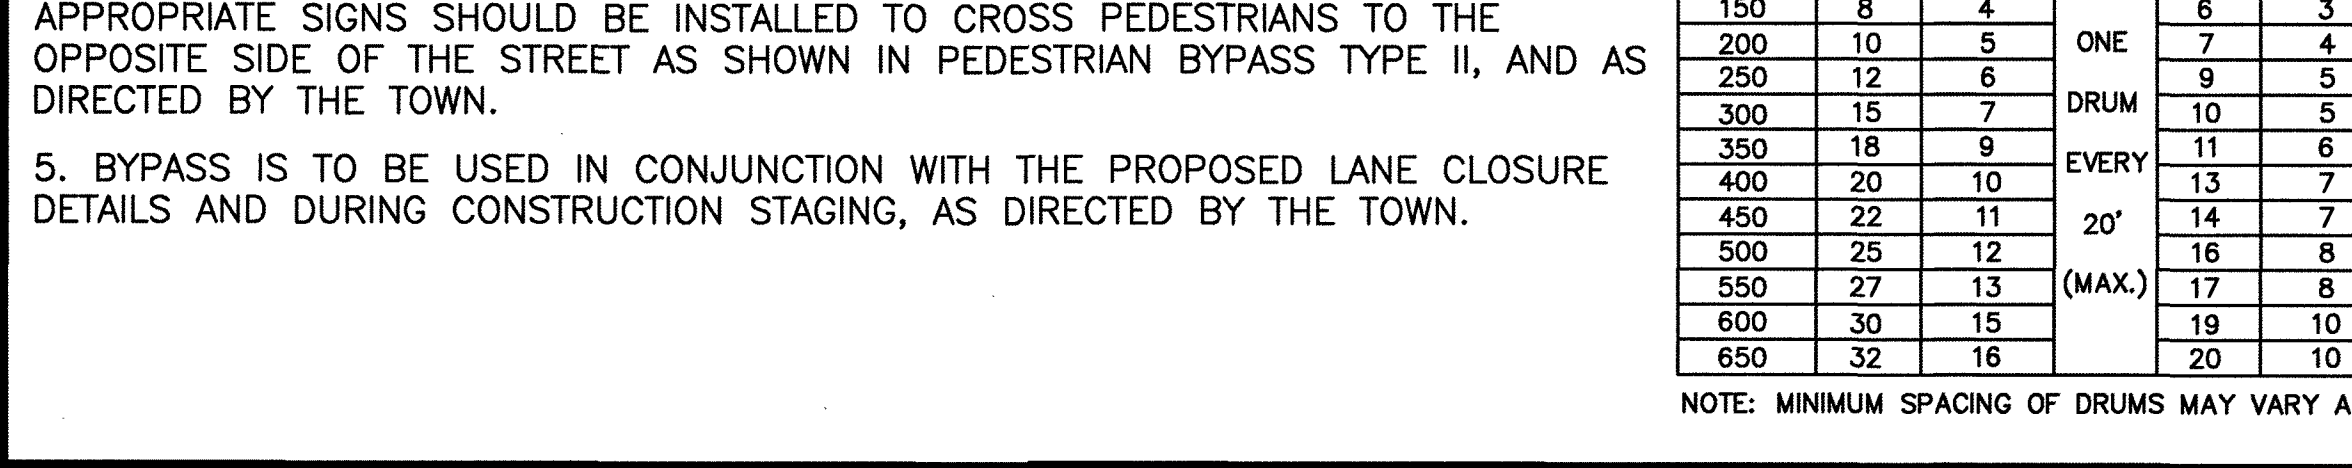 APPROPRIATE SIGNS SHOULD BE INSTALLED TO CROSS PEDESTRIANS TO THE
OPPOSITE SIDE OF THE STREET AS SHOWN IN PEDESTRIAN BYPASS TYPE II, AND AS
DIRECTED BY THE TOWN.
5. BYPASS IS TO BE USED IN CONJUNCTION WITH THE PROPOSED LANE CLOSURE
DETAILS AND DURING CONSTRUCTION STAGING, AS DIRECTED BY THE TOWN.
150 8 4 6 3
200 10 5 7 4
250 12 6 9 5
300 15 7 10 5
350 18 9 11 6
400 20 10 13 7
450 22 11 14 7
500 25 12 16 8
550 27 13 17 8
600 30 15 19 10
650 32 16 20 10
ONE
DRUM
EVERY
20'
(MAX.)
NOTE: MINIMUM SPACING OF DRUMS MAY VARY A